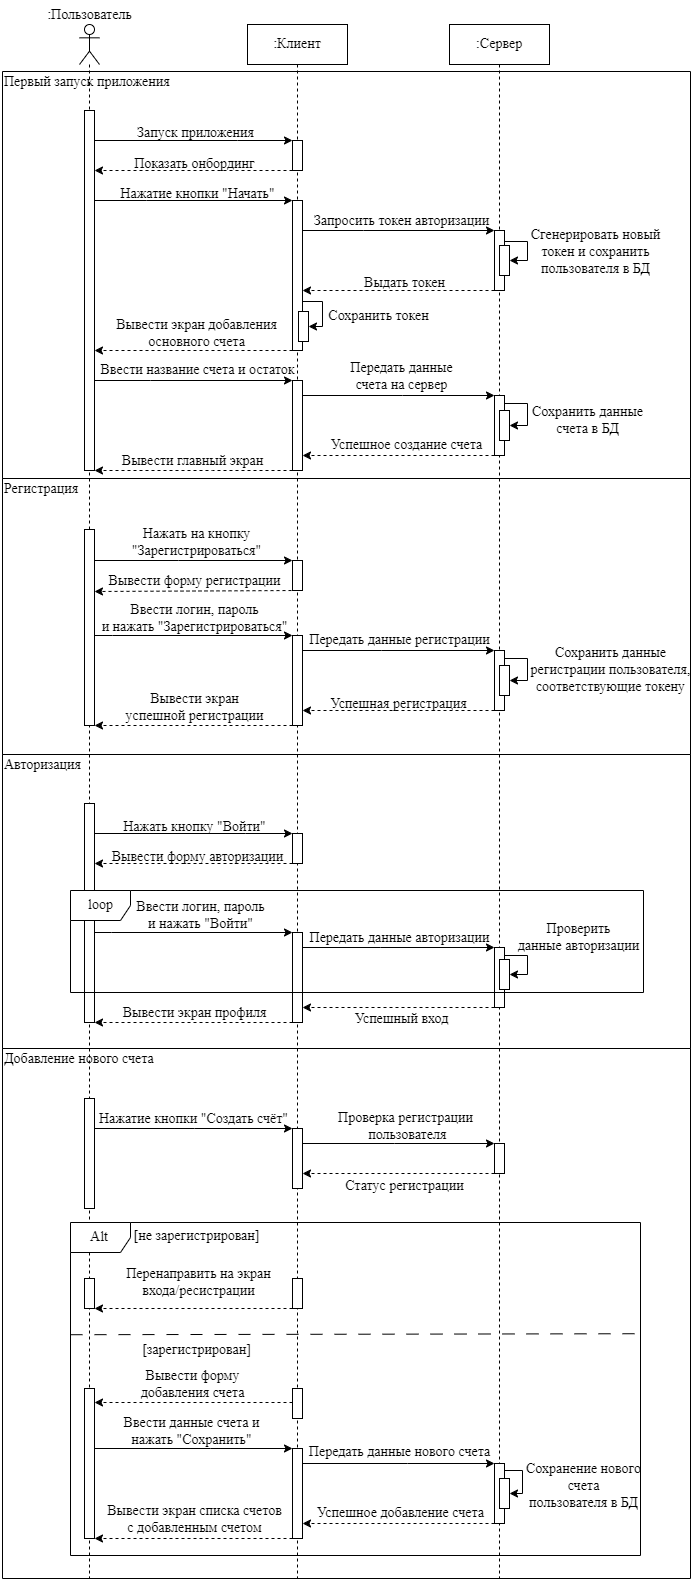 :Пользователь
:Клиент
:Сервер
Первый запуск приложения
Запуск приложения
Показать онбординг
Нажатие кнопки "Начать"
Запросить токен авторизации
Сгенерировать новый
токен и сохранить
пользователя в БД
Выдать токен
Сохранить токен
Вывести экран добавления
основного счета
Ввести название счета и остаток
Передать данные
счета на сервер
Сохранить данные
счета в БД
Успешное создание счета
Вывести главный экран
Регистрация
Нажать на кнопку
"Зарегистрироваться"
Вывести форму регистрации
Ввести логин, пароль
и нажать "Зарегистрироваться"
Передать данные регистрации
Сохранить данные
регистрации пользователя,
соответствующие токену
Вывести экран
успешной регистрации
Успешная регистрация
Авторизация
Нажать кнопку "Войти"
Вывести форму авторизации
loop
Ввести логин, пароль
и нажать "Войти"
Передать данные авторизации
Проверить
данные авторизации
Вывести экран профиля
Успешный вход
Добавление нового счета
Нажатие кнопки "Создать счёт"
Проверка регистрации
пользователя
Статус регистрации
Alt
[не зарегистрирован]
Перенаправить на экран
входа/ресистрации
[зарегистрирован]
Вывести форму
добавления счета
Ввести данные счета и
нажать "Сохранить"
Передать данные нового счета
Сохранение нового
счета
пользователя в БД
Вывести экран списка счетов
с добавленным счетом
Успешное добавление счета